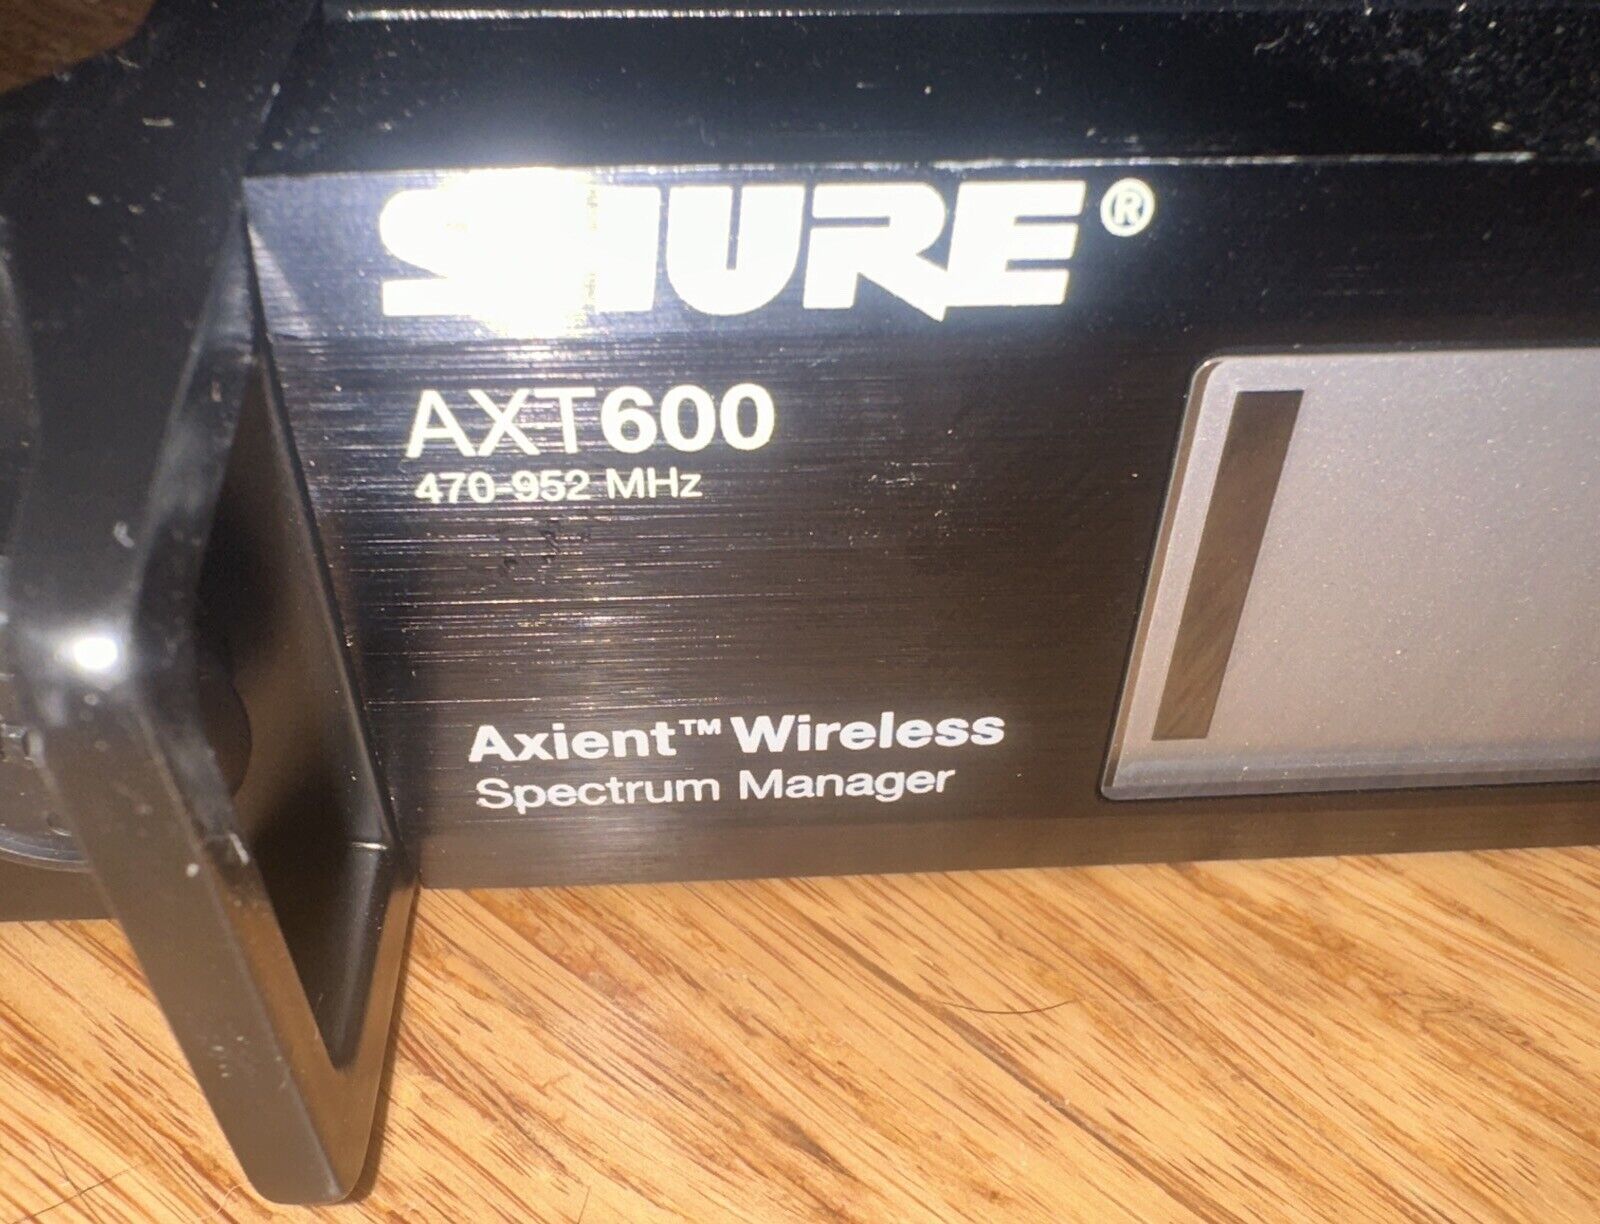 SHURE®
AXT600
470-952 MHz
Axient™ Wireless
Spectrum Manager